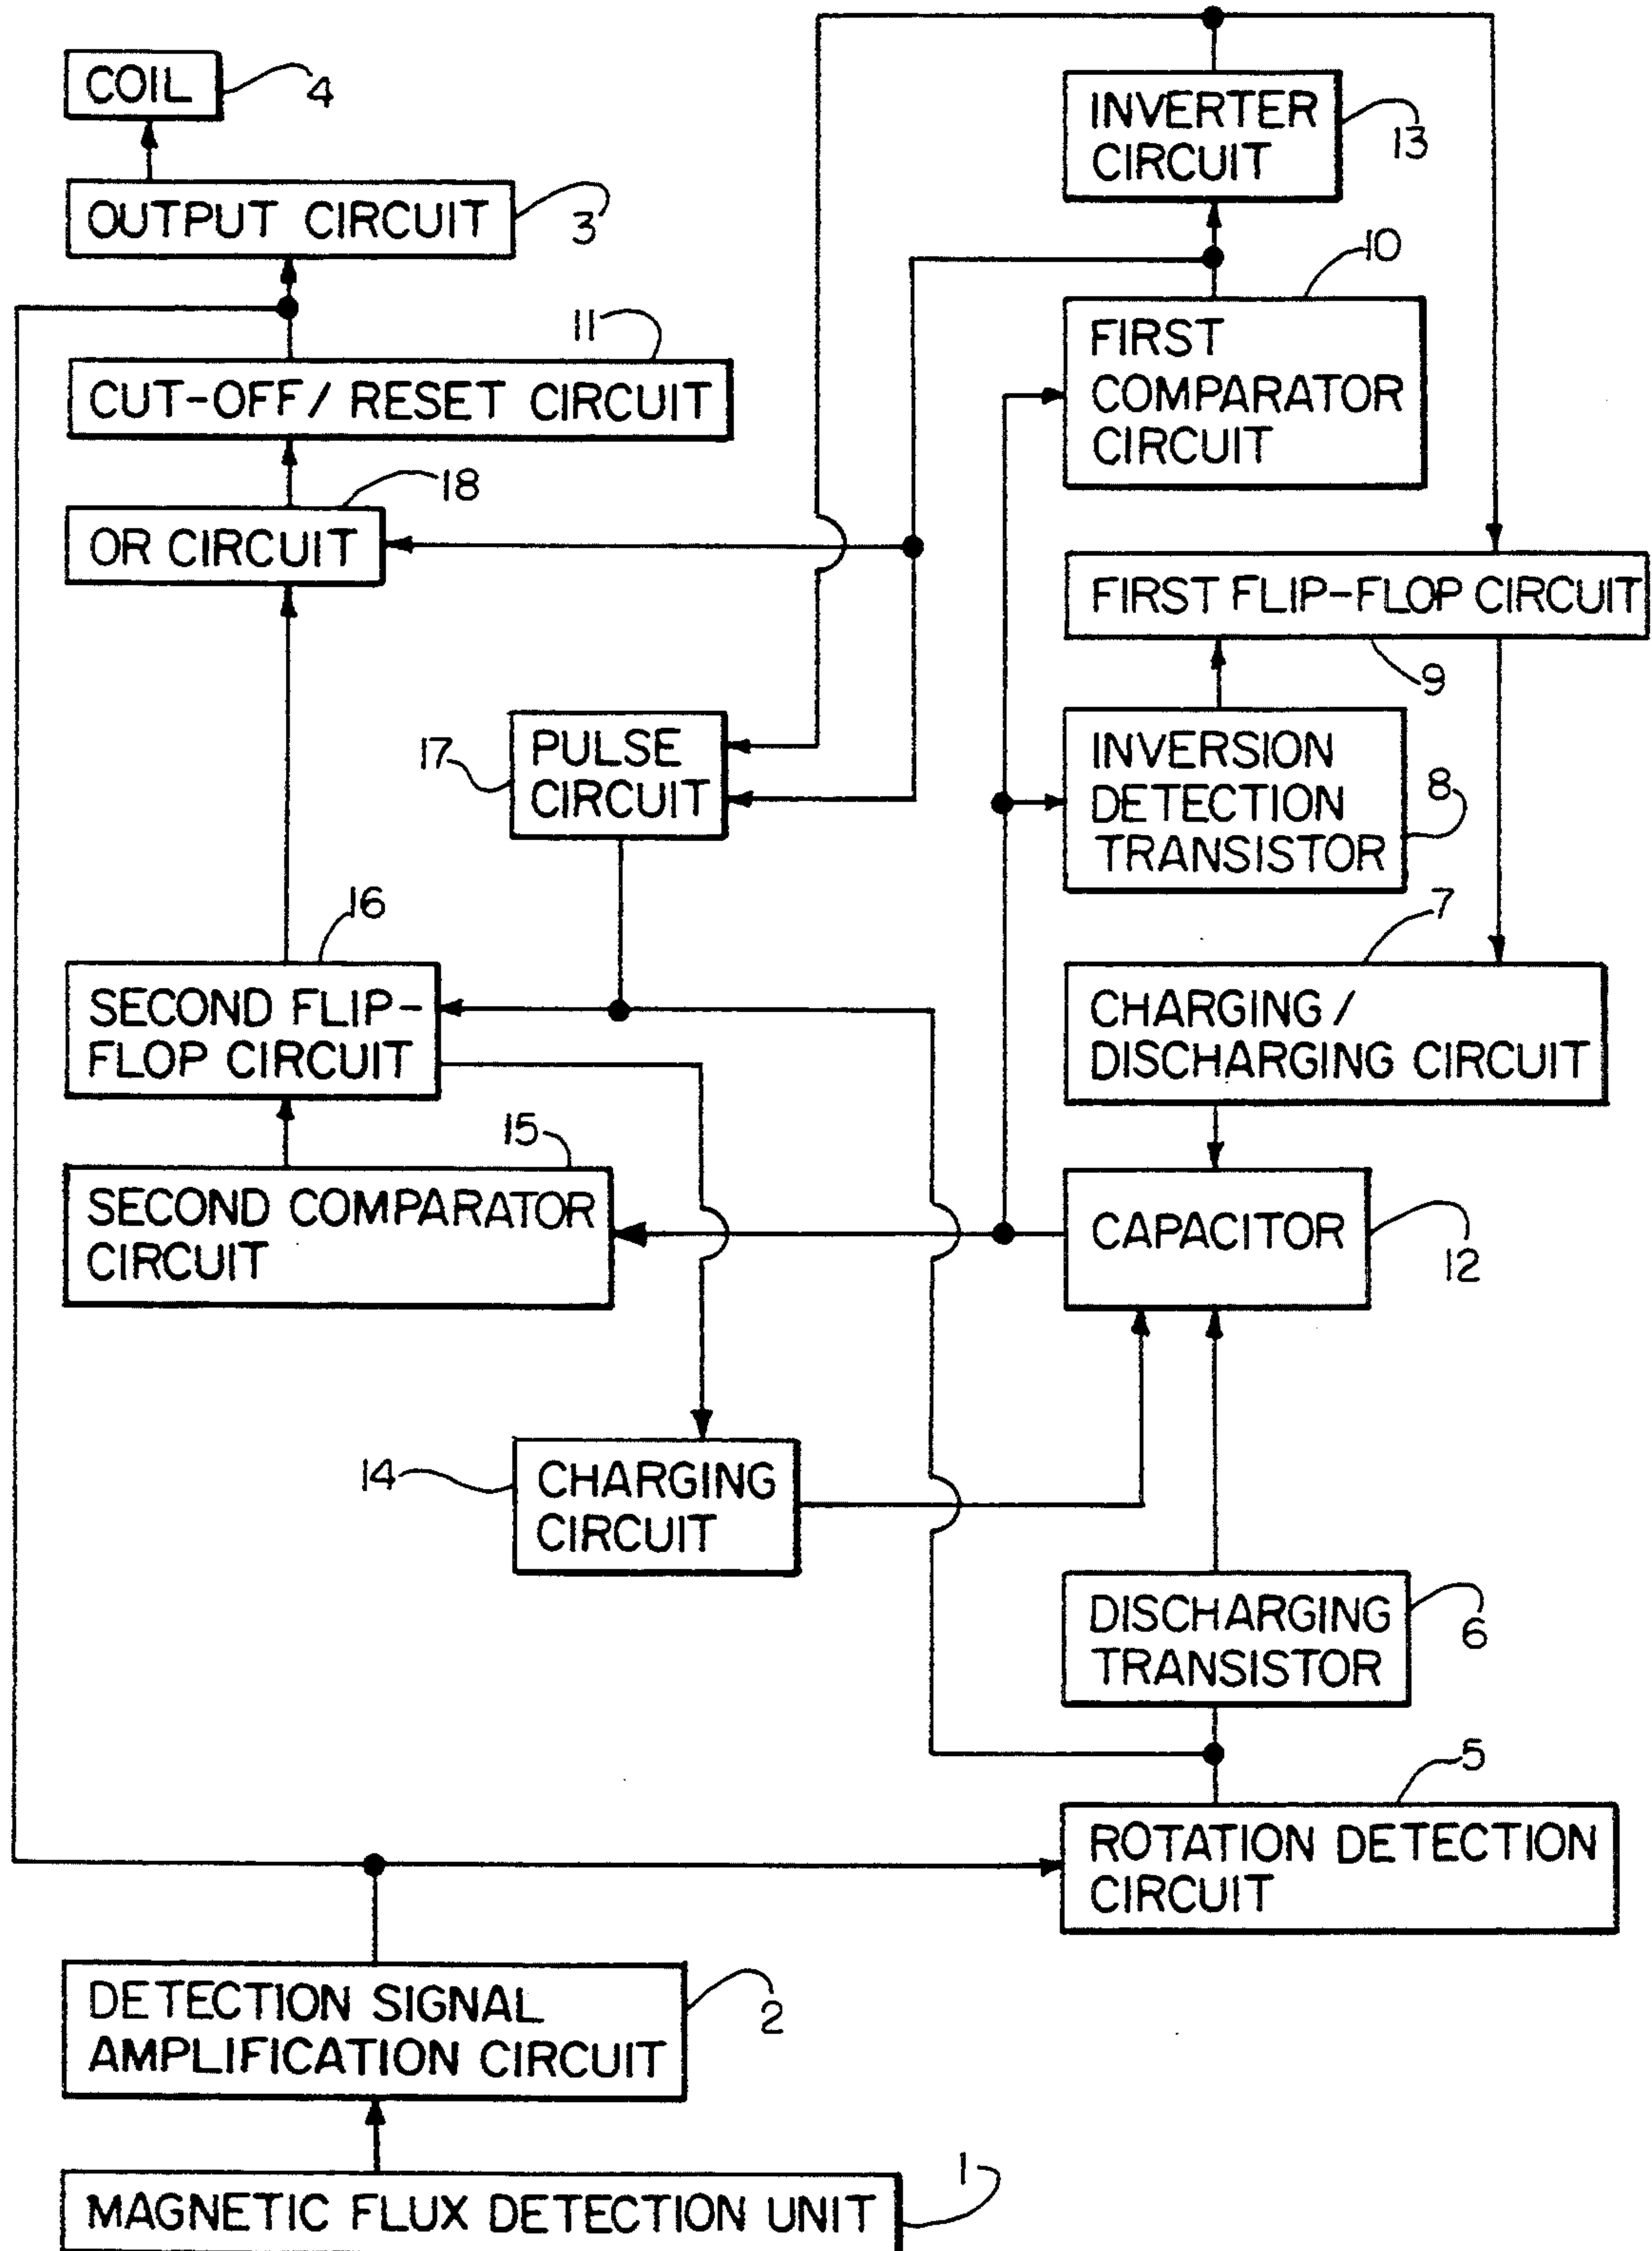 COIL
4
OUTPUT CIRCUIT
3
11
CUT-OFF/ RESET CIRCUIT
18
OR CIRCUIT
INVERTER
CIRCUIT
13
10
FIRST
COMPARATOR
CIRCUIT
FIRST FLIP-FLOP CIRCUIT
9
17
PULSE
CIRCUIT
INVERSION
DETECTION
TRANSISTOR
8
16
SECOND FLIP-
FLOP CIRCUIT
7
CHARGING /
DISCHARGING CIRCUIT
15
SECOND COMPARATOR
CIRCUIT
CAPACITOR
12
14
CHARGING
CIRCUIT
DISCHARGING
TRANSISTOR
6
5
ROTATION DETECTION
CIRCUIT
DETECTION SIGNAL
AMPLIFICATION CIRCUIT
2
MAGNETIC FLUX DETECTION UNIT
1